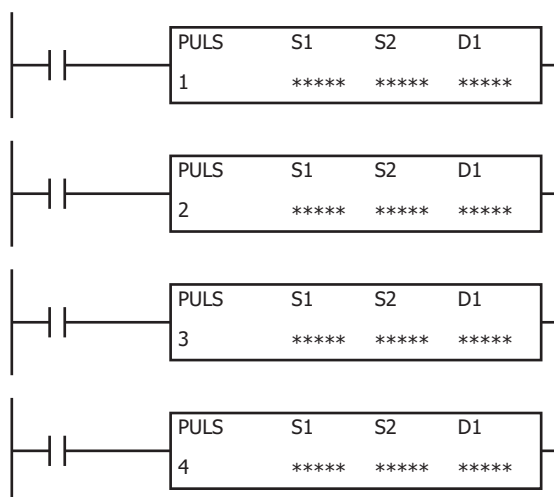 PULS S1 S2 D1
1 ***** ***** *****
PULS S1 S2 D1
2 ***** ***** *****
PULS S1 S2 D1
3 ***** ***** *****
PULS S1 S2 D1
4 ***** ***** *****